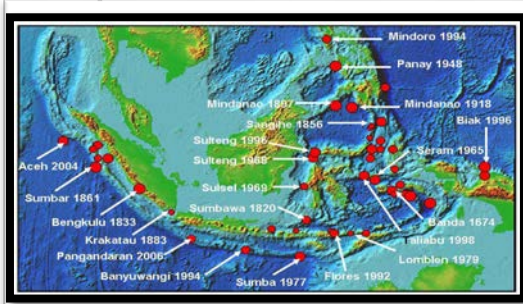 Mindoro 1994
Panay 1948
Mindanao 1897
Mindanao 1918
Sangihe 1856
Biak 1996
Sulteng 1996
Seram 1965
Aceh 2004
Sulteng 1968
Sumbar 1861
Sulsel 1969
Bengkulu 1833
Sumbawa 1820
Banda 1674
Krakatau 1883
Taliabu 1998
Pangandaran 2006
Lomblen 1979
Banyuwangi 1994
Flores 1992
Sumba 1977